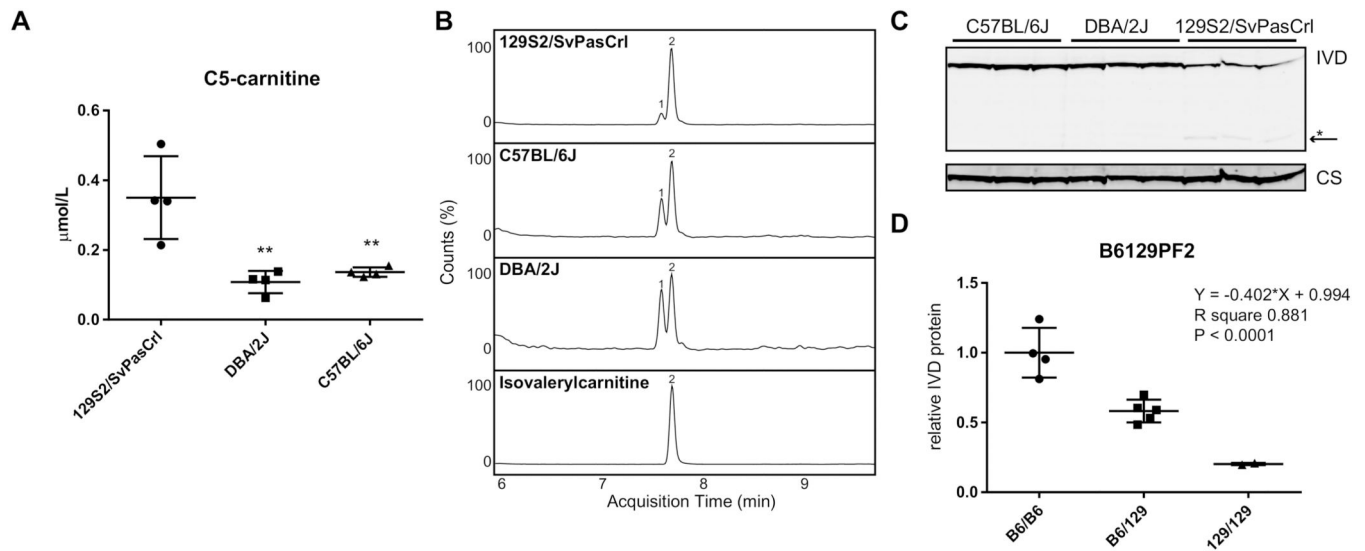 A
C5-carnitine
μmol/L
0.6
0.4
0.2
0.0
**
**
129S2/SvPasCrl
DBA/2J
C57BL/6J
B
Counts (%)
129S2/SvPasCrl
100
0
1
2
C57BL/6J
100
0
1
2
DBA/2J
100
0
1
2
Isovalerylcarnitine
100
0
2
6
7
8
9
Acquisition Time (min)
C
C57BL/6J
DBA/2J
129S2/SvPasCrl
IVD
*
CS
D
B6129PF2
Y = -0.402*X + 0.994
R square 0.881
P < 0.0001
relative IVD protein
1.5
1.0
0.5
0.0
B6/B6
B6/129
129/129